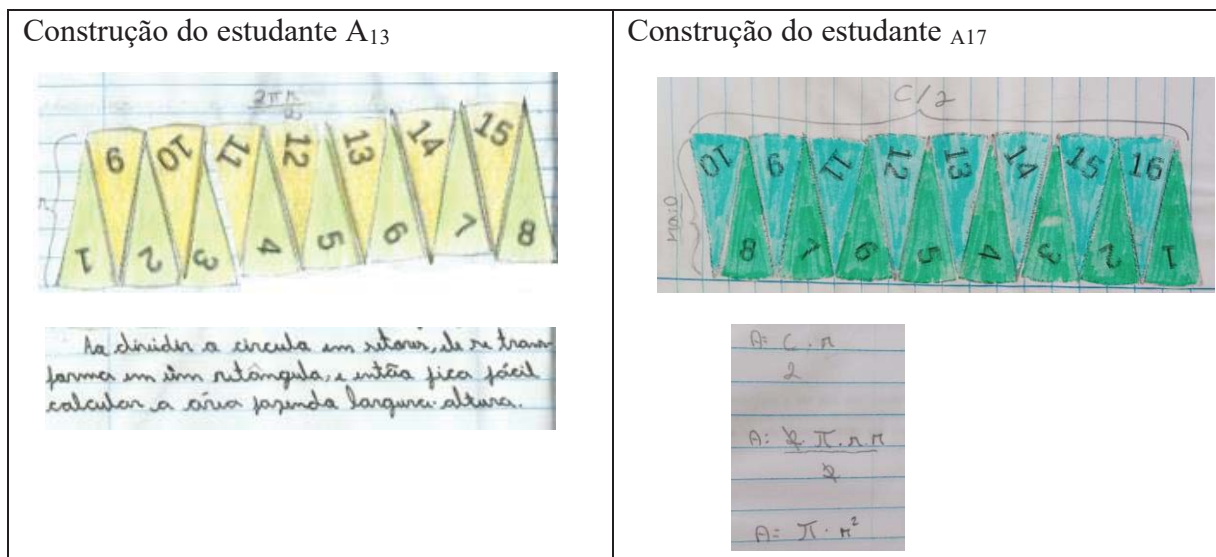 Construção do estudante A13
2πr
9 10 11 12 13 14 15
1 2 3 4 5 6 7 8
Ao dividir o círculo em setores, ele se trans-
forma em um retângulo, e então fica fácil
calcular a área fazendo largura·altura.
Construção do estudante A17
C/2
raio
10 9 11 12 13 14 15 16
8 7 6 5 4 3 2 1
A: C . r
2
A: 2 . π . r . r
2
A: π . r²